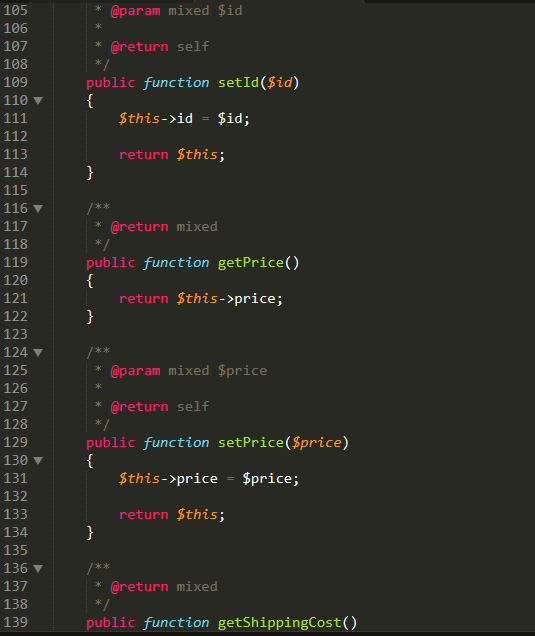 105 * @param mixed $id
106 *
107 * @return self
108 */
109 public function setId($id)
110 {
111 $this->id = $id;
112
113 return $this;
114 }
115
116 /**
117 * @return mixed
118 */
119 public function getPrice()
120 {
121 return $this->price;
122 }
123
124 /**
125 * @param mixed $price
126 *
127 * @return self
128 */
129 public function setPrice($price)
130 {
131 $this->price = $price;
132
133 return $this;
134 }
135
136 /**
137 * @return mixed
138 */
139 public function getShippingCost()